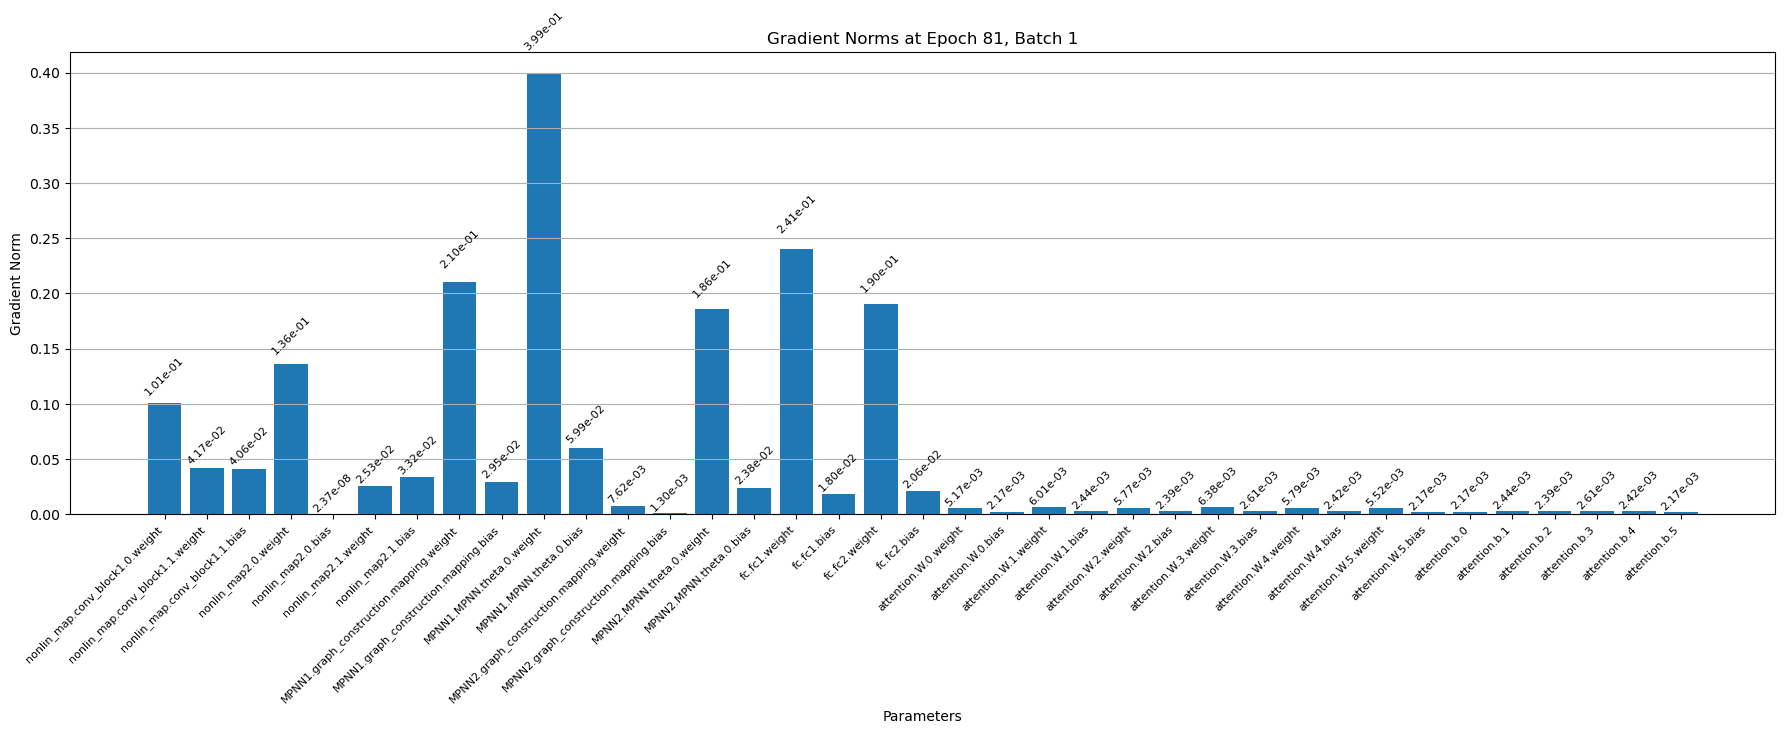 Gradient Norms at Epoch 81, Batch 1
Gradient Norm
0.40
0.35
0.30
0.25
0.20
0.15
0.10
0.05
0.00
1.01e-01
4.17e-02
4.06e-02
1.36e-01
2.37e-08
2.53e-02
3.32e-02
2.10e-01
2.95e-02
3.99e-01
5.99e-02
7.62e-03
1.30e-03
1.86e-01
2.38e-02
2.41e-01
1.80e-02
1.90e-01
2.06e-02
5.17e-03
2.17e-03
6.01e-03
2.44e-03
5.77e-03
2.39e-03
6.38e-03
2.61e-03
5.79e-03
2.42e-03
5.52e-03
2.17e-03
2.17e-03
2.44e-03
2.39e-03
2.61e-03
2.42e-03
2.17e-03
nonlin_map.conv_block1.0.weight
nonlin_map.conv_block1.1.weight
nonlin_map.conv_block1.1.bias
nonlin_map2.0.weight
nonlin_map2.0.bias
nonlin_map2.1.weight
nonlin_map2.1.bias
MPNN1.graph_construction.mapping.weight
MPNN1.graph_construction.mapping.bias
MPNN1.MPNN.theta.0.weight
MPNN1.MPNN.theta.0.bias
MPNN2.graph_construction.mapping.weight
MPNN2.graph_construction.mapping.bias
MPNN2.MPNN.theta.0.weight
MPNN2.MPNN.theta.0.bias
fc.fc1.weight
fc.fc1.bias
fc.fc2.weight
fc.fc2.bias
attention.W.0.weight
attention.W.0.bias
attention.W.1.weight
attention.W.1.bias
attention.W.2.weight
attention.W.2.bias
attention.W.3.weight
attention.W.3.bias
attention.W.4.weight
attention.W.4.bias
attention.W.5.weight
attention.W.5.bias
attention.b.0
attention.b.1
attention.b.2
attention.b.3
attention.b.4
attention.b.5
Parameters